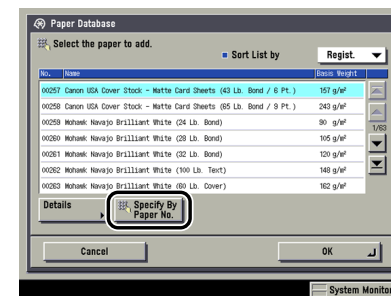 Paper Database
Select the paper to add.
Sort List by Regist.
No. Name Basis Weight
00257 Canon USA Cover Stock - Matte Card Sheets (43 Lb. Bond / 6 Pt.) 157 g/m²
00258 Canon USA Cover Stock - Matte Card Sheets (65 Lb. Bond / 9 Pt.) 243 g/m²
00259 Mohawk Navajo Brilliant White (24 Lb. Bond) 90 g/m²
00260 Mohawk Navajo Brilliant White (28 Lb. Bond) 105 g/m²
00261 Mohawk Navajo Brilliant White (32 Lb. Bond) 120 g/m²
00262 Mohawk Navajo Brilliant White (100 Lb. Text) 148 g/m²
00263 Mohawk Navajo Brilliant White (60 Lb. Cover) 162 g/m²
1/63
Details Specify By
Paper No.
Cancel OK
System Monitor